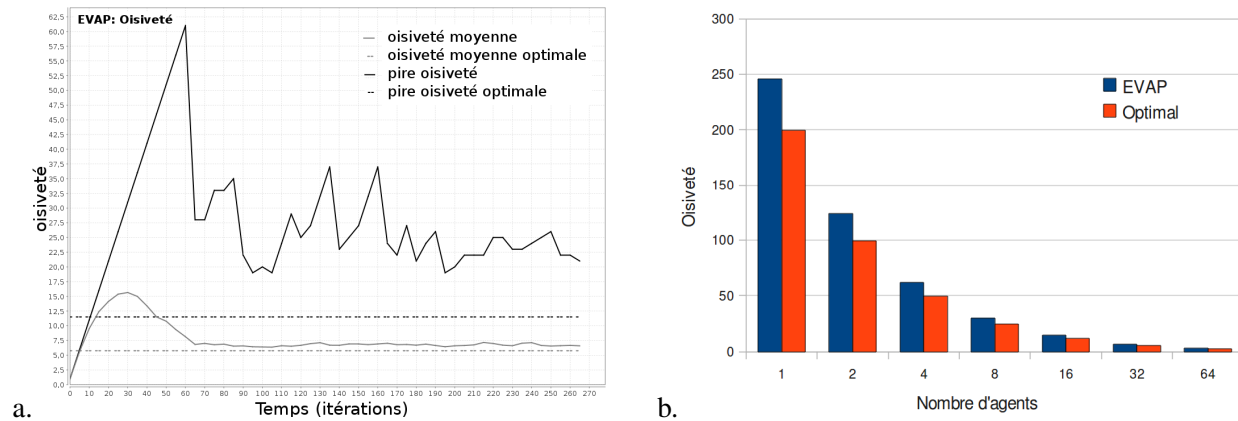 EVAP: Oisiveté
oisiveté moyenne
oisiveté moyenne optimale
pire oisiveté
pire oisiveté optimale
62,5
60,0
57,5
55,0
52,5
50,0
47,5
45,0
42,5
40,0
37,5
35,0
32,5
30,0
27,5
25,0
22,5
20,0
17,5
15,0
12,5
10,0
7,5
5,0
2,5
0,0
oisiveté
0 10 20 30 40 50 60 70 80 90 100 110 120 130 140 150 160 170 180 190 200 210 220 230 240 250 260 270
Temps (itérations)
a.
300
250
200
150
100
50
0
Oisiveté
EVAP
Optimal
1 2 4 8 16 32 64
Nombre d'agents
b.